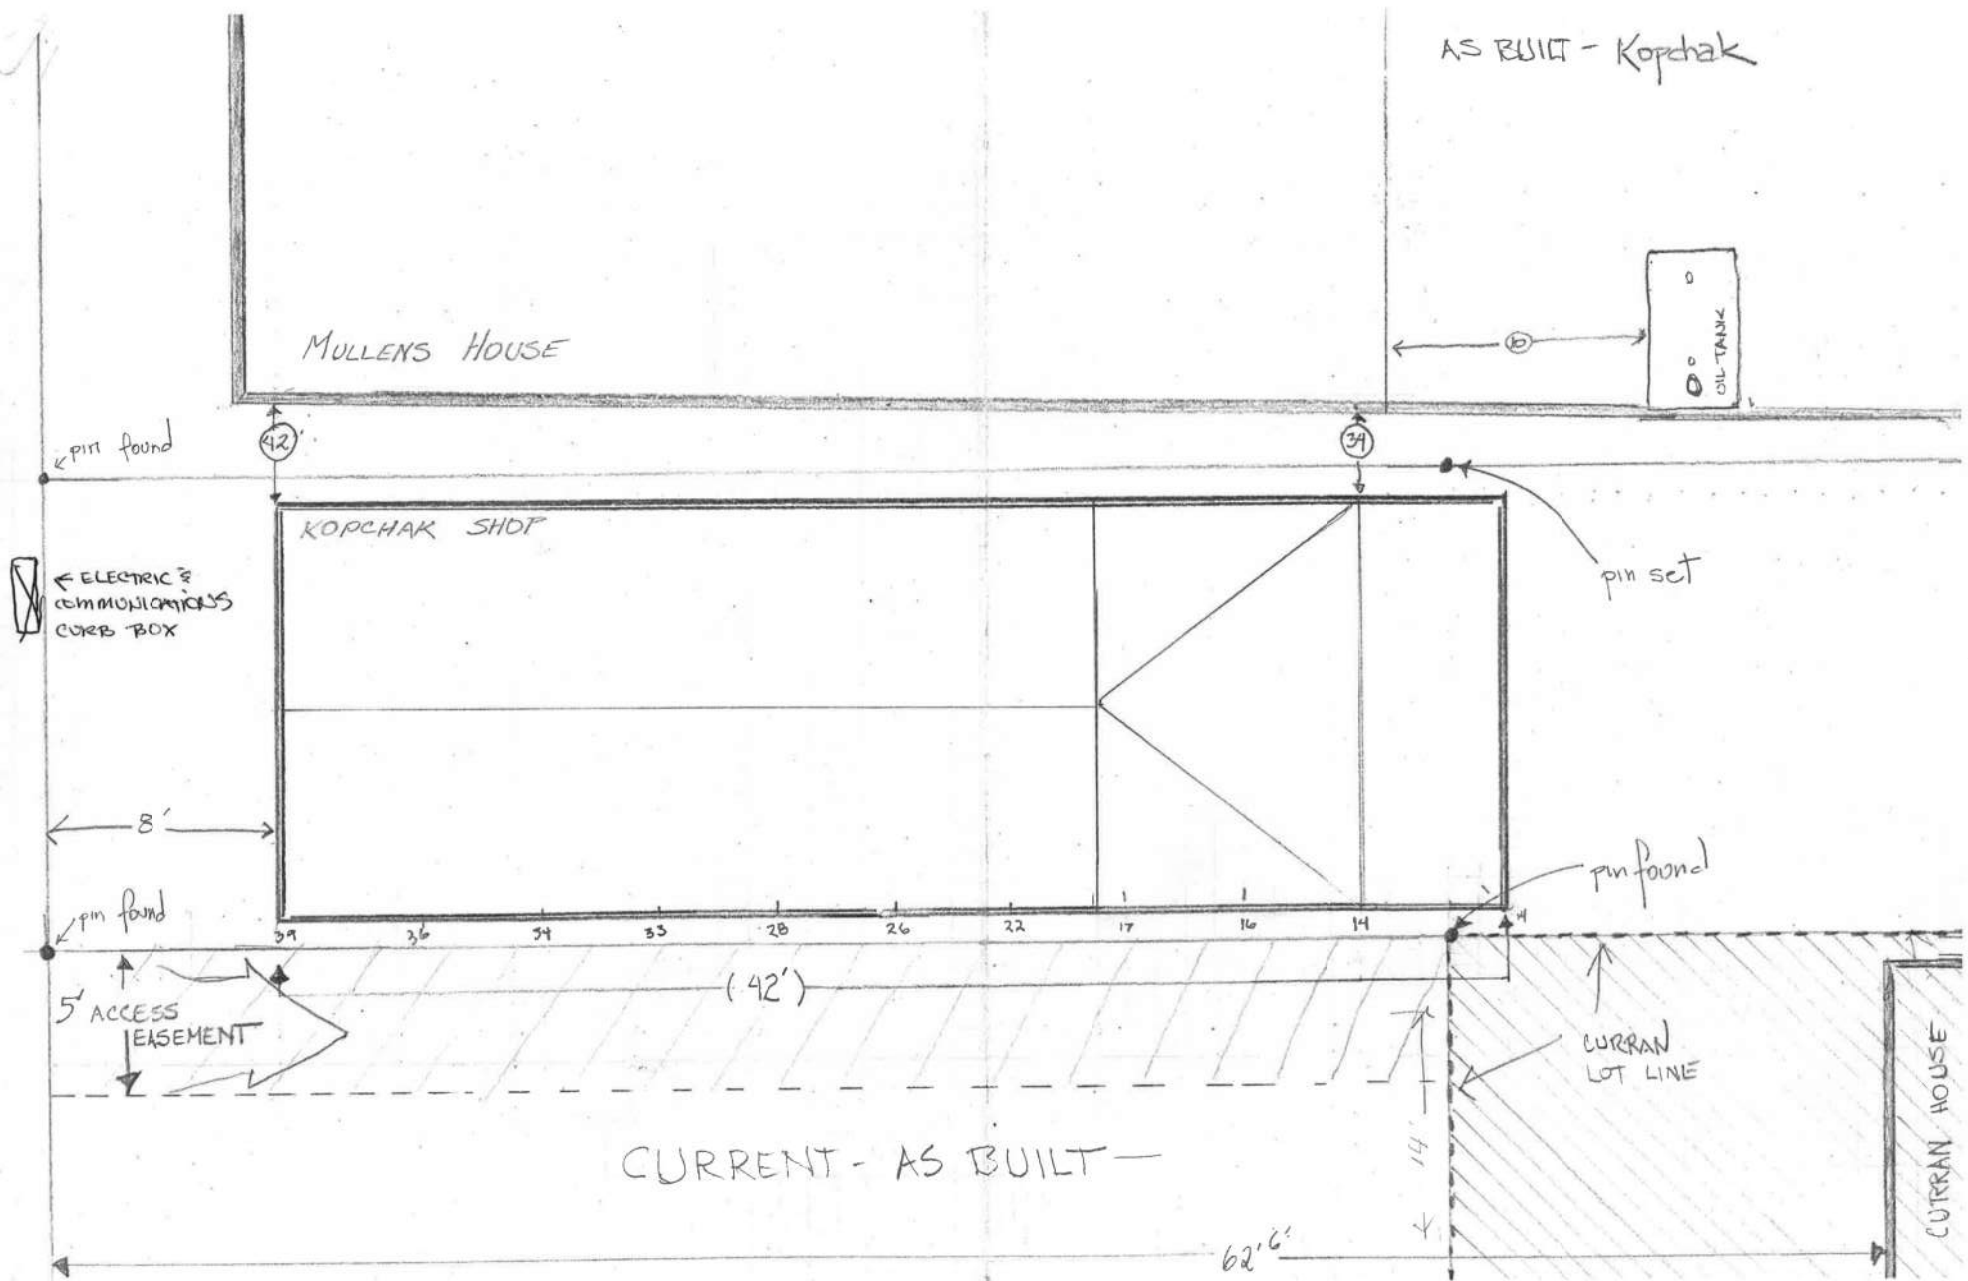 AS BUILT - Kopchak
MULLENS HOUSE
OIL TANK
42'
34
pin found
KOPCHAK SHOP
pin set
← ELECTRIC &
COMMUNICATIONS
CURB BOX
8'
pin found
pin found
39 36 34 33 28 26 22 17 16 14
(42')
5' ACCESS
EASEMENT
CURRAN
LOT LINE
CURRAN HOUSE
14'
CURRENT - AS BUILT —
62'6"